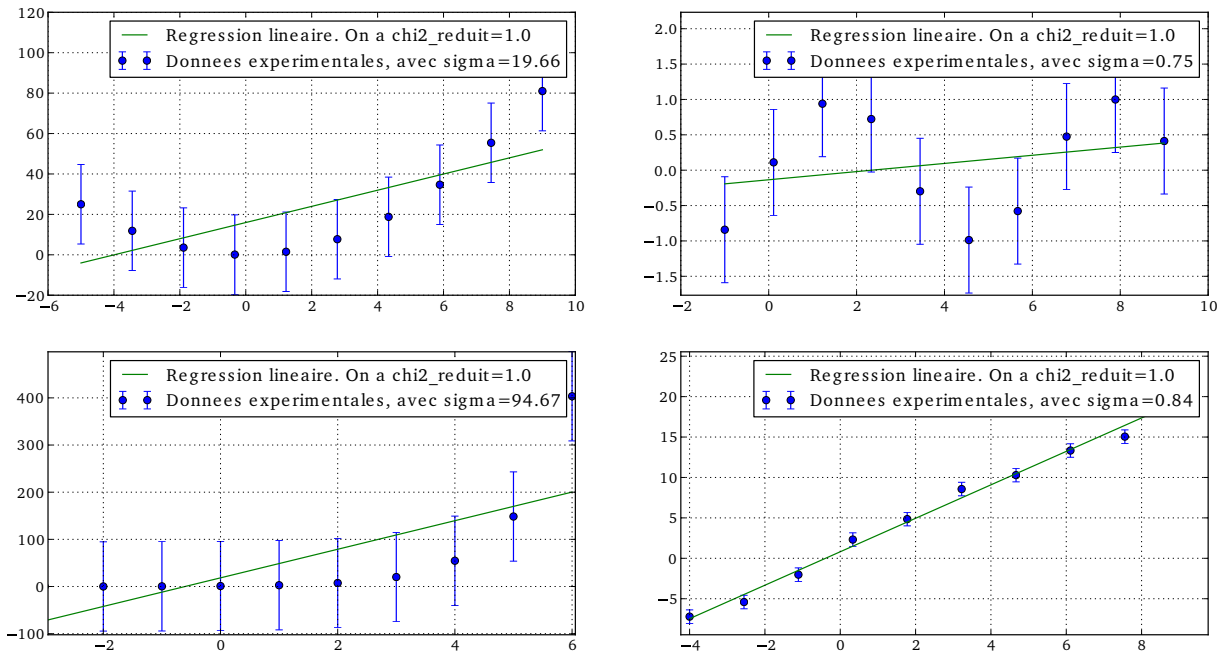 120
100
80
60
40
20
0
−20
−6 −4 −2 0 2 4 6 8 10
Regression lineaire. On a chi2_reduit=1.0
Donnees experimentales, avec sigma=19.66
2.0
1.5
1.0
0.5
0.0
−0.5
−1.0
−1.5
−2 0 2 4 6 8 10
Regression lineaire. On a chi2_reduit=1.0
Donnees experimentales, avec sigma=0.75
400
300
200
100
0
−100
−2 0 2 4 6
Regression lineaire. On a chi2_reduit=1.0
Donnees experimentales, avec sigma=94.67
25
20
15
10
5
0
−5
−4 −2 0 2 4 6 8
Regression lineaire. On a chi2_reduit=1.0
Donnees experimentales, avec sigma=0.84